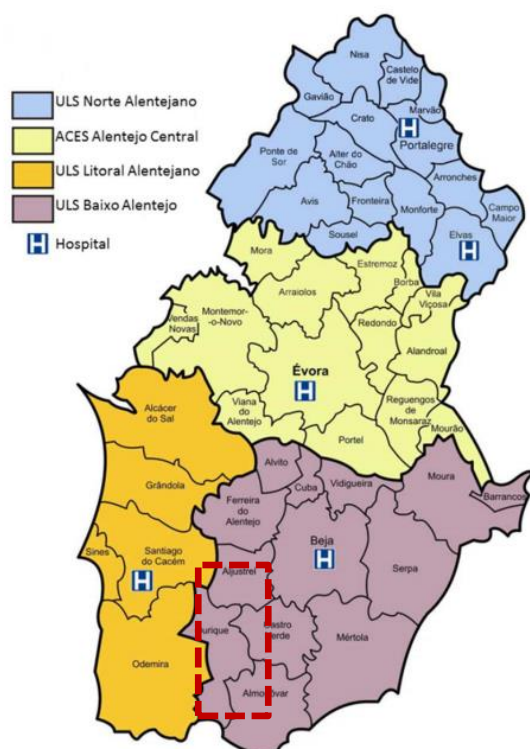 ULS Norte Alentejano
ACES Alentejo Central
ULS Litoral Alentejano
ULS Baixo Alentejo
H Hospital
Nisa
Castelo
de Vide
Gavião
Marvão
Crato
H
Portalegre
Ponte de
Sor
Alter do
Chão
Arronches
Avis
Fronteira
Monforte
Campo
Maior
Sousel
Elvas
H
Mora
Estremoz
Borba
Vila
Viçosa
Arraiolos
Montemor-
-o-Novo
Vendas
Novas
Redondo
Alandroal
Évora
H
Viana do
Alentejo
Reguengos de
Monsaraz
Mourão
Portel
Alcácer
do Sal
Alvito
Cuba
Vidigueira
Moura
Barrancos
Grândola
Ferreira do
Alentejo
Beja
H
Sines
Santiago
do Cacém
H
Aljustrel
Serpa
Mértola
Odemira